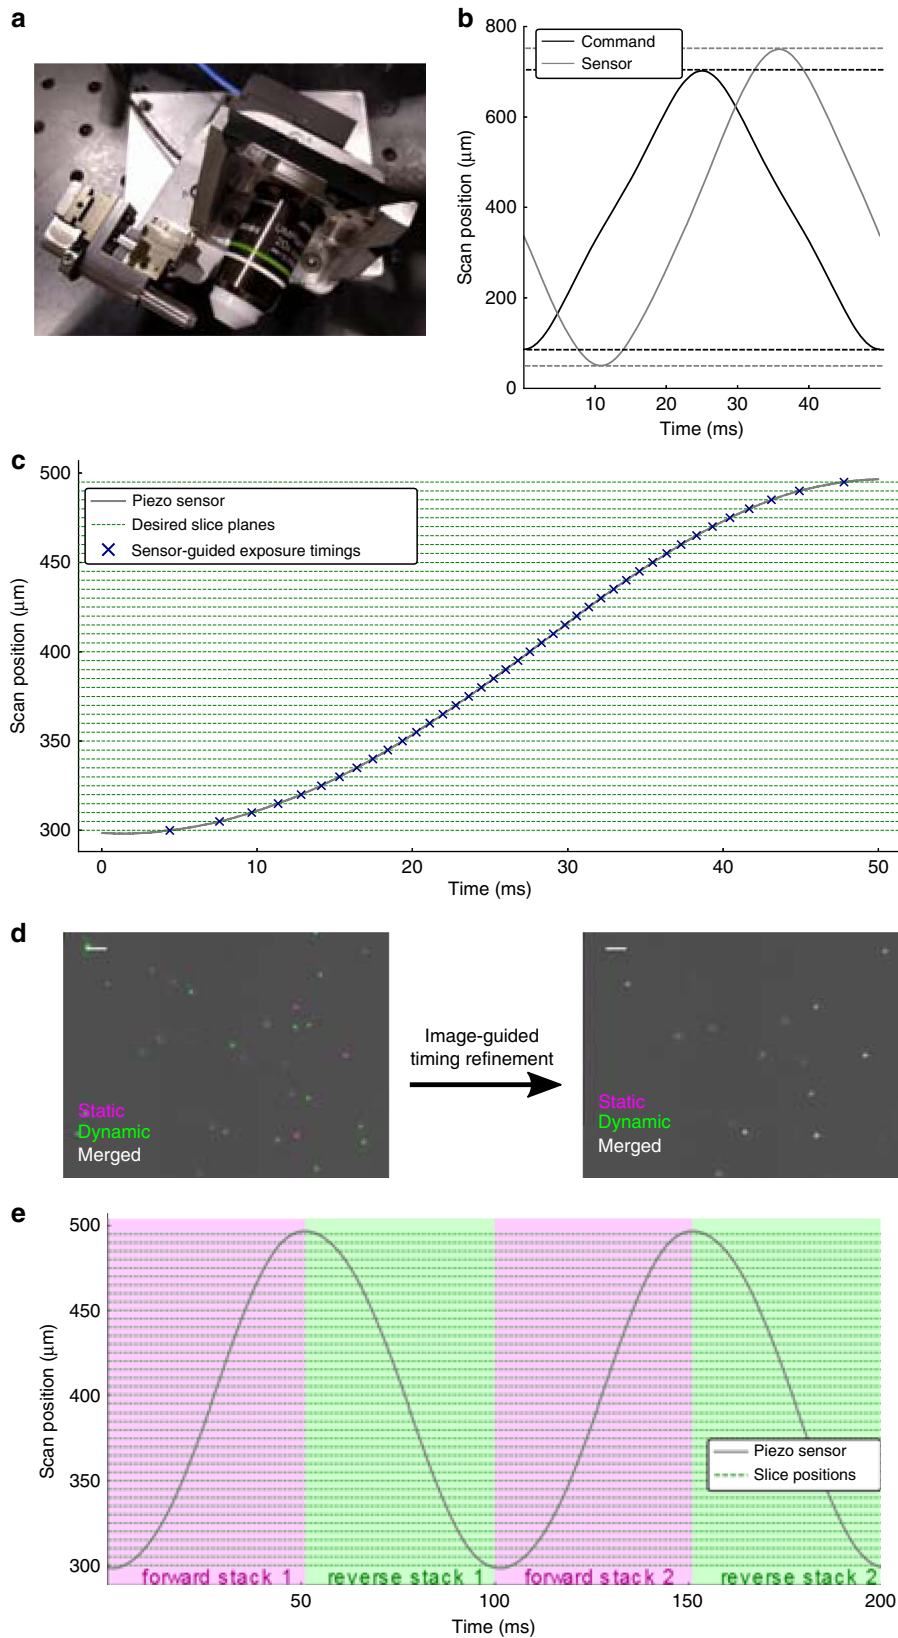 a
b
800
600
400
200
0
Scan position (μm)
Command
Sensor
10
20
30
40
Time (ms)
c
500
450
400
350
300
Scan position (μm)
Piezo sensor
Desired slice planes
Sensor-guided exposure timings
0
10
20
30
40
50
Time (ms)
d
Static
Dynamic
Merged
Image-guided
timing refinement
Static
Dynamic
Merged
e
500
450
400
350
300
Scan position (μm)
Piezo sensor
Slice positions
forward stack 1
reverse stack 1
forward stack 2
reverse stack 2
50
100
150
200
Time (ms)